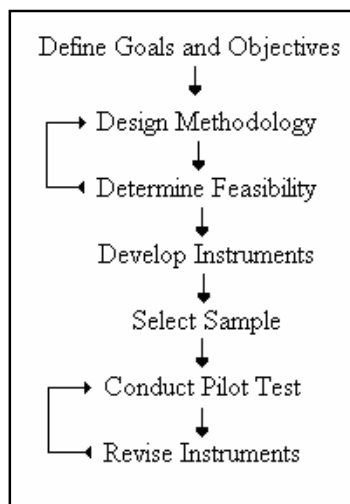 Define Goals and Objectives
Design Methodology
Determine Feasibility
Develop Instruments
Select Sample
Conduct Pilot Test
Revise Instruments